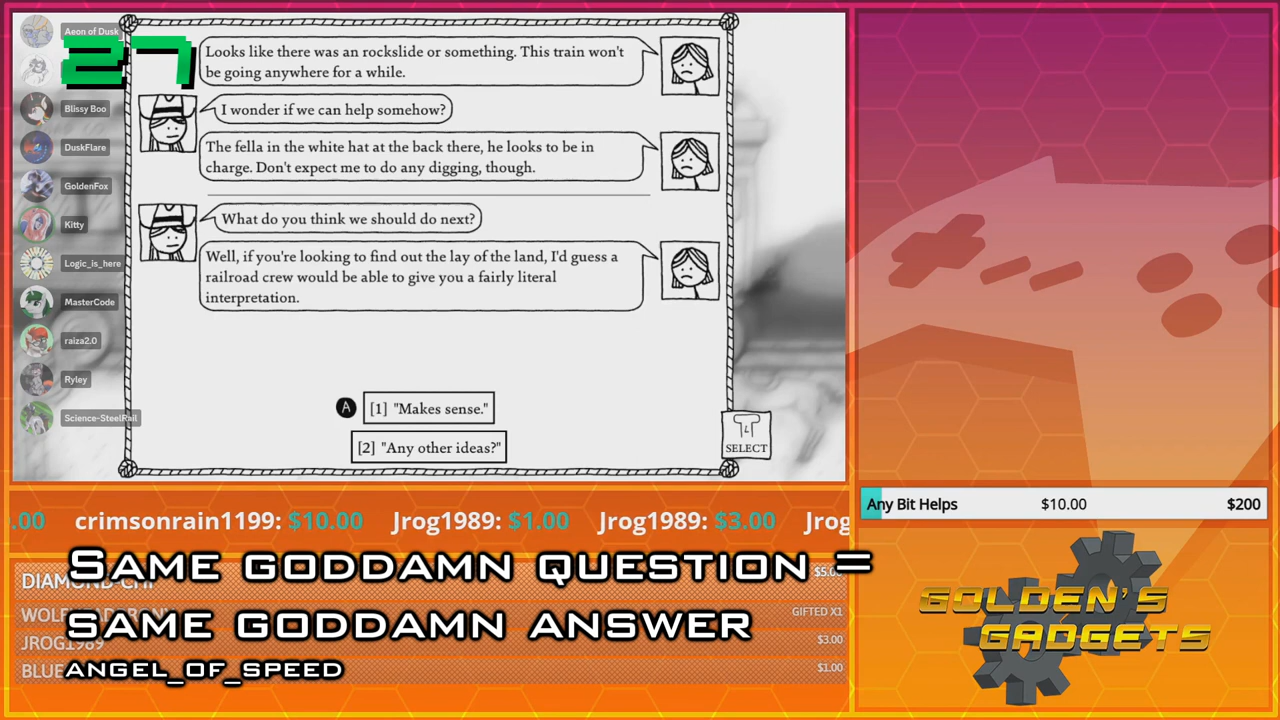 Aeon of Dusk
27
Blissy Boo
DuskFlare
GoldenFox
Kitty
Logic_is_here
MasterCode
raiza2.0
Ryley
Science-SteelRail
Looks like there was an rockslide or something. This train won't
be going anywhere for a while.
I wonder if we can help somehow?
The fella in the white hat at the back there, he looks to be in
charge. Don't expect me to do any digging, though.
What do you think we should do next?
Well, if you're looking to find out the lay of the land, I'd guess a
railroad crew would be able to give you a fairly literal
interpretation.
A [1] "Makes sense."
[2] "Any other ideas?"
SELECT
.00 crimsonrain1199: $10.00 Jrog1989: $1.00 Jrog1989: $3.00 Jrog
Same goddamn question =
same goddamn answer
angel_of_speed
$5.00
GIFTED X1
JROG1989 $3.00
BLUE $1.00
Any Bit Helps $10.00 $200
GOLDEN'S
GADGETS